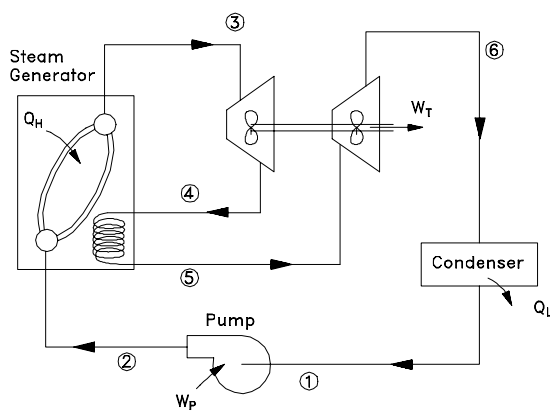 ③
⑥
Steam
Generator
Q_H
W_T
④
⑤
Condenser
Q_L
Pump
②
①
W_P